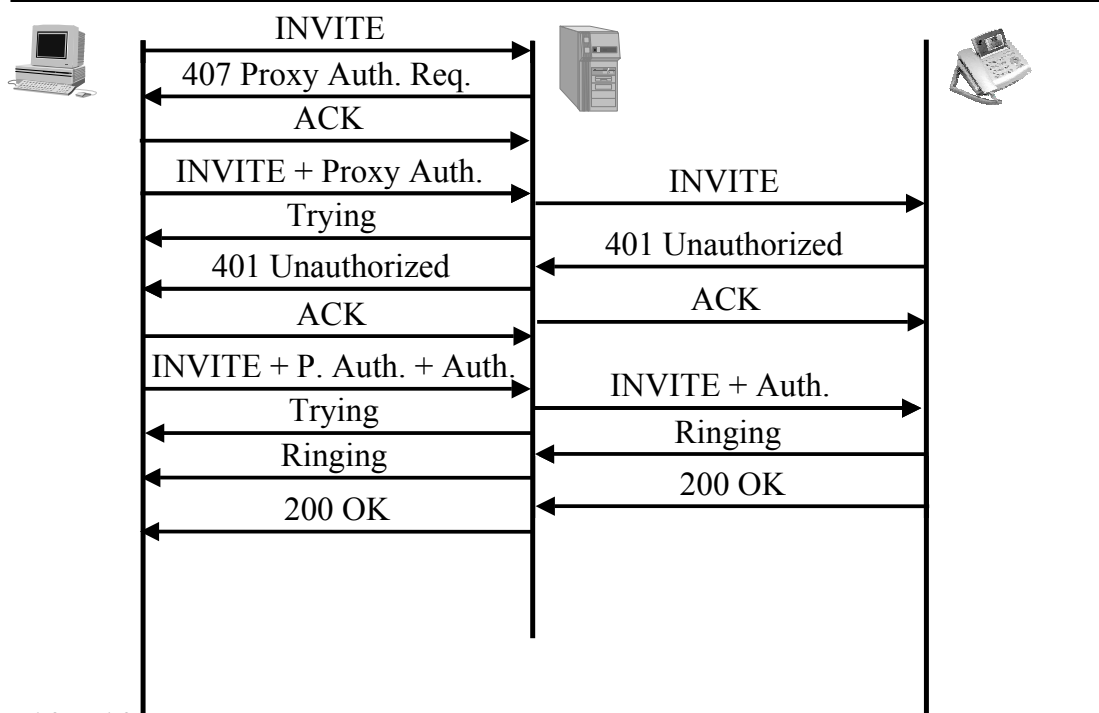 INVITE
407 Proxy Auth. Req.
ACK
INVITE + Proxy Auth.
INVITE
Trying
401 Unauthorized
401 Unauthorized
ACK
ACK
INVITE + P. Auth. + Auth.
INVITE + Auth.
Trying
Ringing
Ringing
200 OK
200 OK